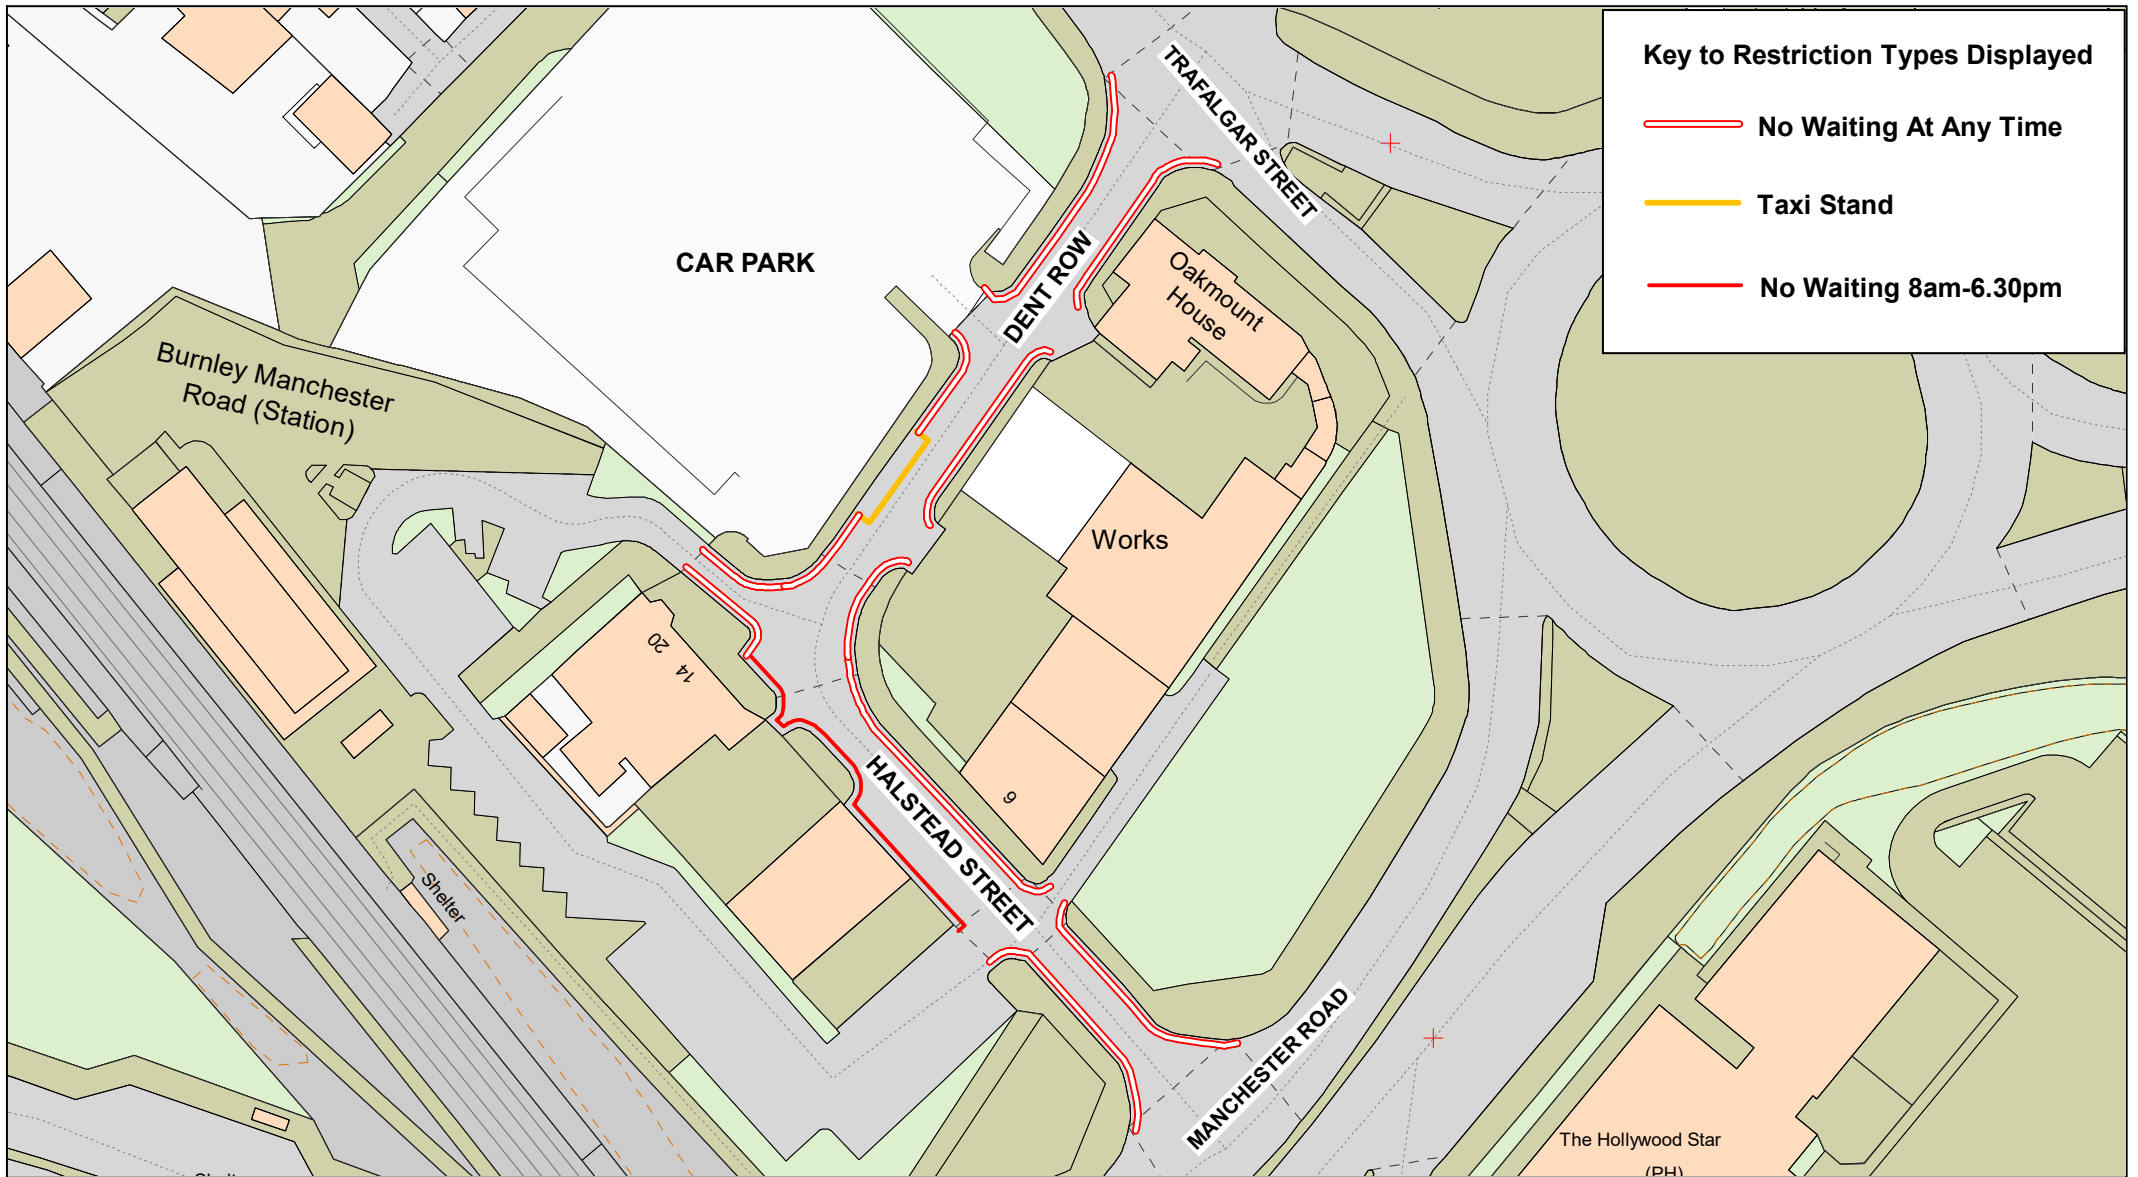 Key to Restriction Types Displayed
No Waiting At Any Time
Taxi Stand
No Waiting 8am-6.30pm
TRAFALGAR STREET
CAR PARK
DENT ROW
Oakmount
House
Burnley Manchester
Road (Station)
Works
20
14
9
HALSTEAD STREET
Shelter
MANCHESTER ROAD
The Hollywood Star
(PH)